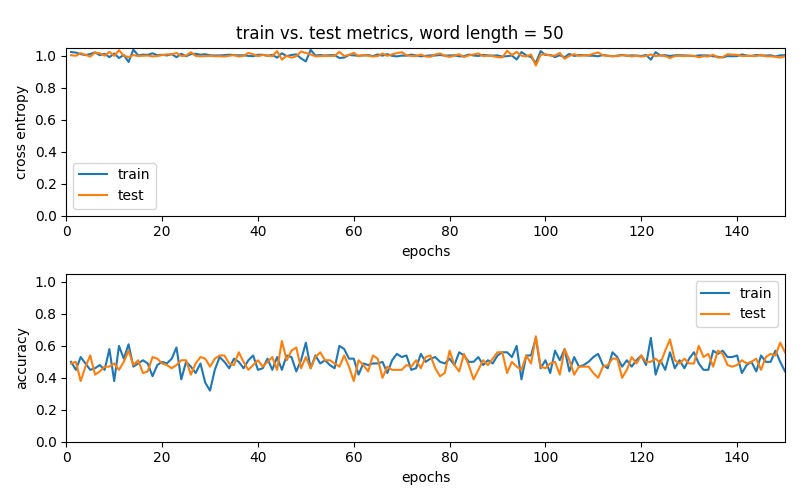 train vs. test metrics, word length = 50
cross entropy
1.0
0.8
0.6
0.4
0.2
0.0
train
test
0 20 40 60 80 100 120 140
epochs
accuracy
1.0
0.8
0.6
0.4
0.2
0.0
train
test
0 20 40 60 80 100 120 140
epochs